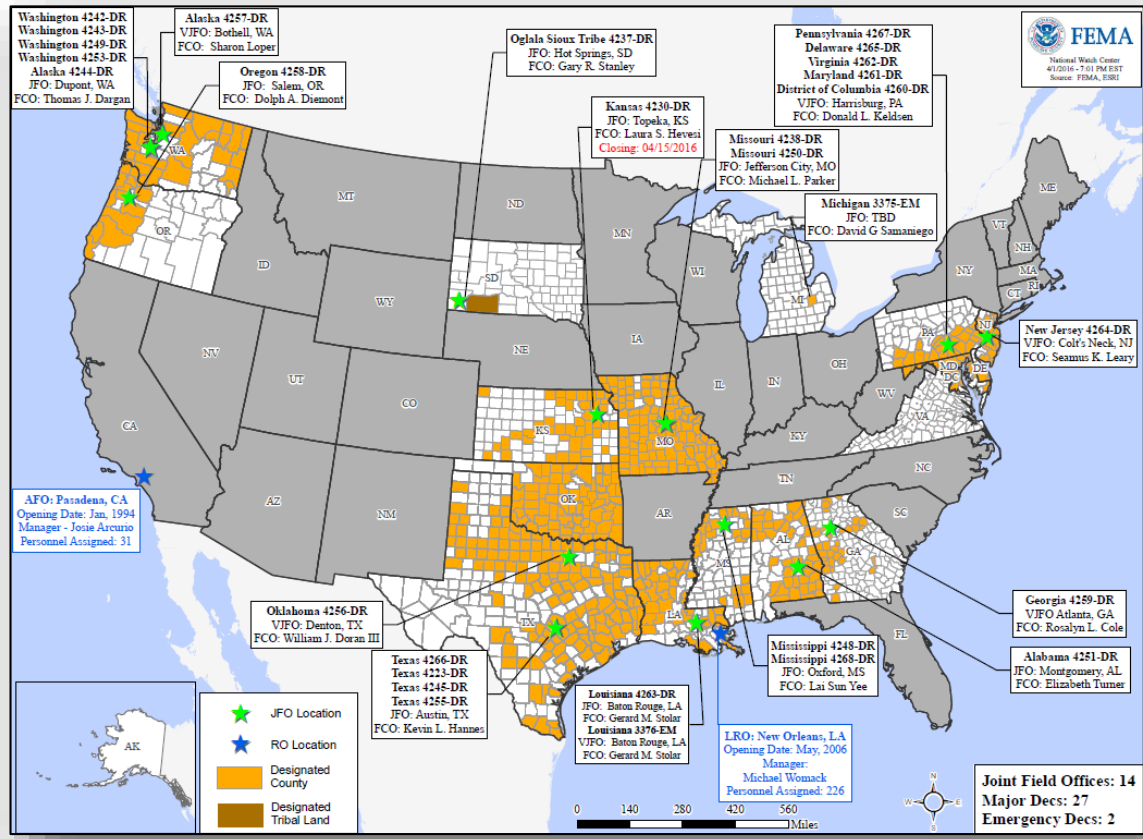 Washington 4242-DR
Washington 4243-DR
Washington 4249-DR
Washington 4253-DR
Alaska 4244-DR
JFO: Dupont, WA
FCO: Thomas J. Dargan
Alaska 4257-DR
VJFO: Bothell, WA
FCO: Sharon Loper
Oregon 4258-DR
JFO: Salem, OR
FCO: Dolph A. Diemont
Oglala Sioux Tribe 4237-DR
JFO: Hot Springs, SD
FCO: Gary R. Stanley
Kansas 4230-DR
JFO: Topeka, KS
FCO: Laura S. Hevesi
Closing: 04/15/2016
Missouri 4238-DR
Missouri 4250-DR
JFO: Jefferson City, MO
FCO: Michael L. Parker
Pennsylvania 4267-DR
Delaware 4265-DR
Virginia 4262-DR
Maryland 4261-DR
District of Columbia 4260-DR
VJFO: Harrisburg, PA
FCO: Donald L. Keldsen
Michigan 3375-EM
JFO: TBD
FCO: David G Samaniego
FEMA
National Watch Center
4/1/2016 - 7:01 PM EST
Source: FEMA, ESRI
New Jersey 4264-DR
VJFO: Colt's Neck, NJ
FCO: Seamus K. Leary
WA
OR
MT
ND
MN
ID
WY
SD
WI
MI
NY
VT
NH
ME
MA
RI
CT
NV
UT
CO
NE
IA
IL
IN
OH
PA
NJ
MD
DE
DC
WV
VA
CA
KS
MO
KY
AZ
NM
OK
AR
TN
NC
SC
TX
LA
MS
AL
GA
FL
AK
AFO: Pasadena, CA
Opening Date: Jan, 1994
Manager - Josie Arcurio
Personnel Assigned: 31
Oklahoma 4256-DR
VJFO: Denton, TX
FCO: William J. Doran III
Texas 4266-DR
Texas 4223-DR
Texas 4245-DR
Texas 4255-DR
JFO: Austin, TX
FCO: Kevin L. Hannes
Louisiana 4263-DR
JFO: Baton Rouge, LA
FCO: Gerard M. Stolar
Louisiana 3376-EM
VJFO: Baton Rouge, LA
FCO: Gerard M. Stolar
Mississippi 4248-DR
Mississippi 4268-DR
JFO: Oxford, MS
FCO: Lai Sun Yee
LRO: New Orleans, LA
Opening Date: May, 2006
Manager:
Michael Womack
Personnel Assigned: 226
Georgia 4259-DR
VJFO Atlanta, GA
FCO: Rosalyn L. Cole
Alabama 4251-DR
JFO: Montgomery, AL
FCO: Elizabeth Turner
JFO Location
RO Location
Designated
County
Designated
Tribal Land
N
W
E
S
0 140 280 420 560
Miles
Joint Field Offices: 14
Major Decs: 27
Emergency Decs: 2